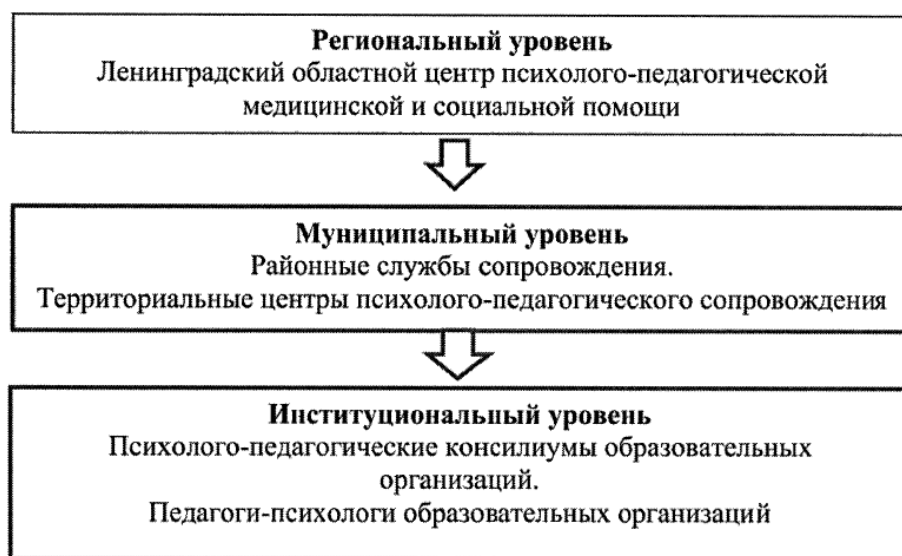 Региональный уровень
Ленинградский областной центр психолого-педагогической
медицинской и социальной помощи
Муниципальный уровень
Районные службы сопровождения.
Территориальные центры психолого-педагогического сопровождения
Институциональный уровень
Психолого-педагогические консилиумы образовательных
организаций.
Педагоги-психологи образовательных организаций